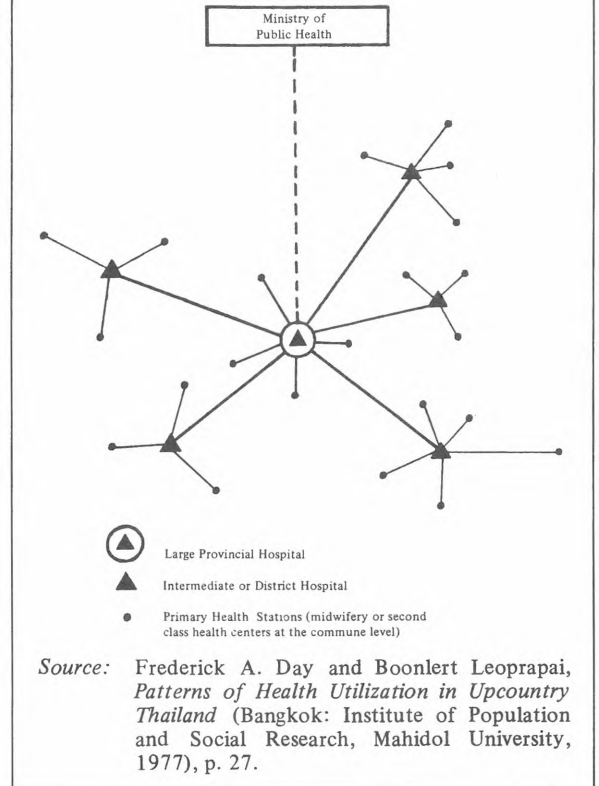 Ministry of
Public Health
Large Provincial Hospital
Intermediate or District Hospital
Primary Health Stations (midwifery or second
class health centers at the commune level)
Source: Frederick A. Day and Boonlert Leoprapai,
Patterns of Health Utilization in Upcountry
Thailand (Bangkok: Institute of Population
and Social Research, Mahidol University,
1977), p. 27.